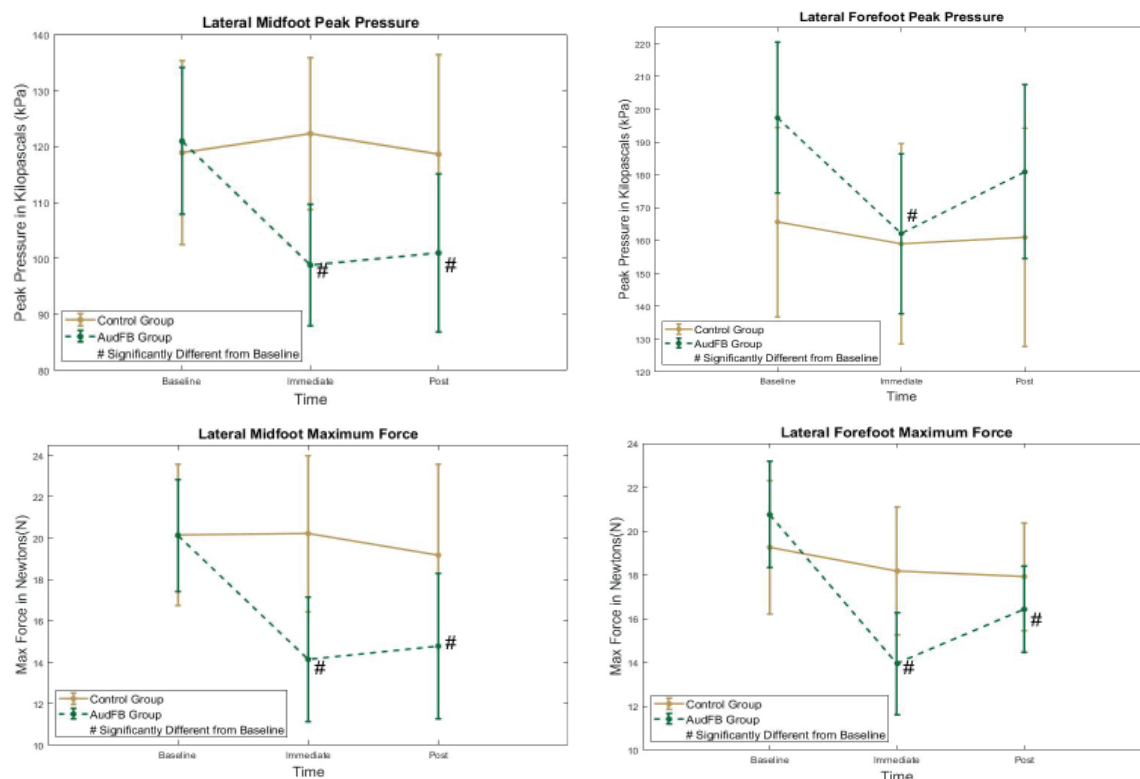 Lateral Midfoot Peak Pressure
Peak Pressure in Kilopascals (kPa)
140
130
120
110
100
90
80
Control Group
AudFB Group
# Significantly Different from Baseline
#
#
Baseline
Immediate
Post
Time
Lateral Forefoot Peak Pressure
Peak Pressure in Kilopascals (kPa)
220
210
200
190
180
170
160
150
140
130
120
#
Control Group
AudFB Group
# Significantly Different from Baseline
Baseline
Immediate
Post
Time
Lateral Midfoot Maximum Force
Max Force in Newtons(N)
24
22
20
18
16
14
12
10
#
#
Control Group
AudFB Group
# Significantly Different from Baseline
Baseline
Immediate
Post
Time
Lateral Forefoot Maximum Force
Max Force in Newtons(N)
24
22
20
18
16
14
12
10
#
#
Control Group
AudFB Group
# Significantly Different from Baseline
Baseline
Immediate
Post
Time